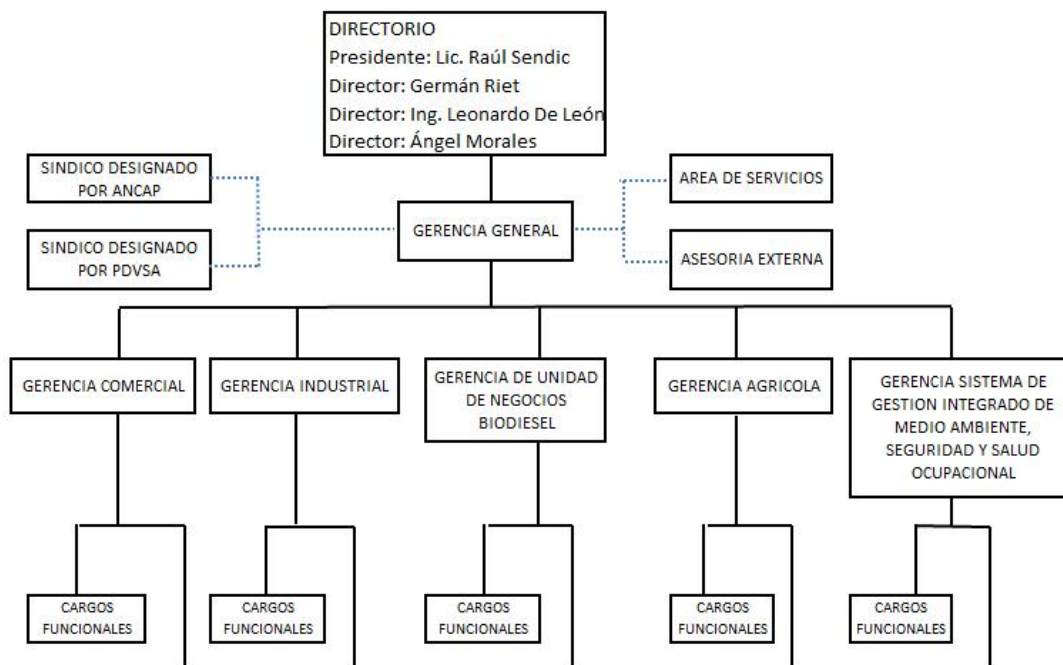 DIRECTORIO
Presidente: Lic. Raúl Sendic
Director: Germán Riet
Director: Ing. Leonardo De León
Director: Ángel Morales
SINDICO DESIGNADO
POR ANCAP
AREA DE SERVICIOS
GERENCIA GENERAL
SINDICO DESIGNADO
POR PDVSA
ASESORIA EXTERNA
GERENCIA COMERCIAL
GERENCIA INDUSTRIAL
GERENCIA DE UNIDAD
DE NEGOCIOS
BIODIESEL
GERENCIA AGRICOLA
GERENCIA SISTEMA DE
GESTION INTEGRADO DE
MEDIO AMBIENTE,
SEGURIDAD Y SALUD
OCUPACIONAL
CARGOS
FUNCIONALES
CARGOS
FUNCIONALES
CARGOS
FUNCIONALES
CARGOS
FUNCIONALES
CARGOS
FUNCIONALES